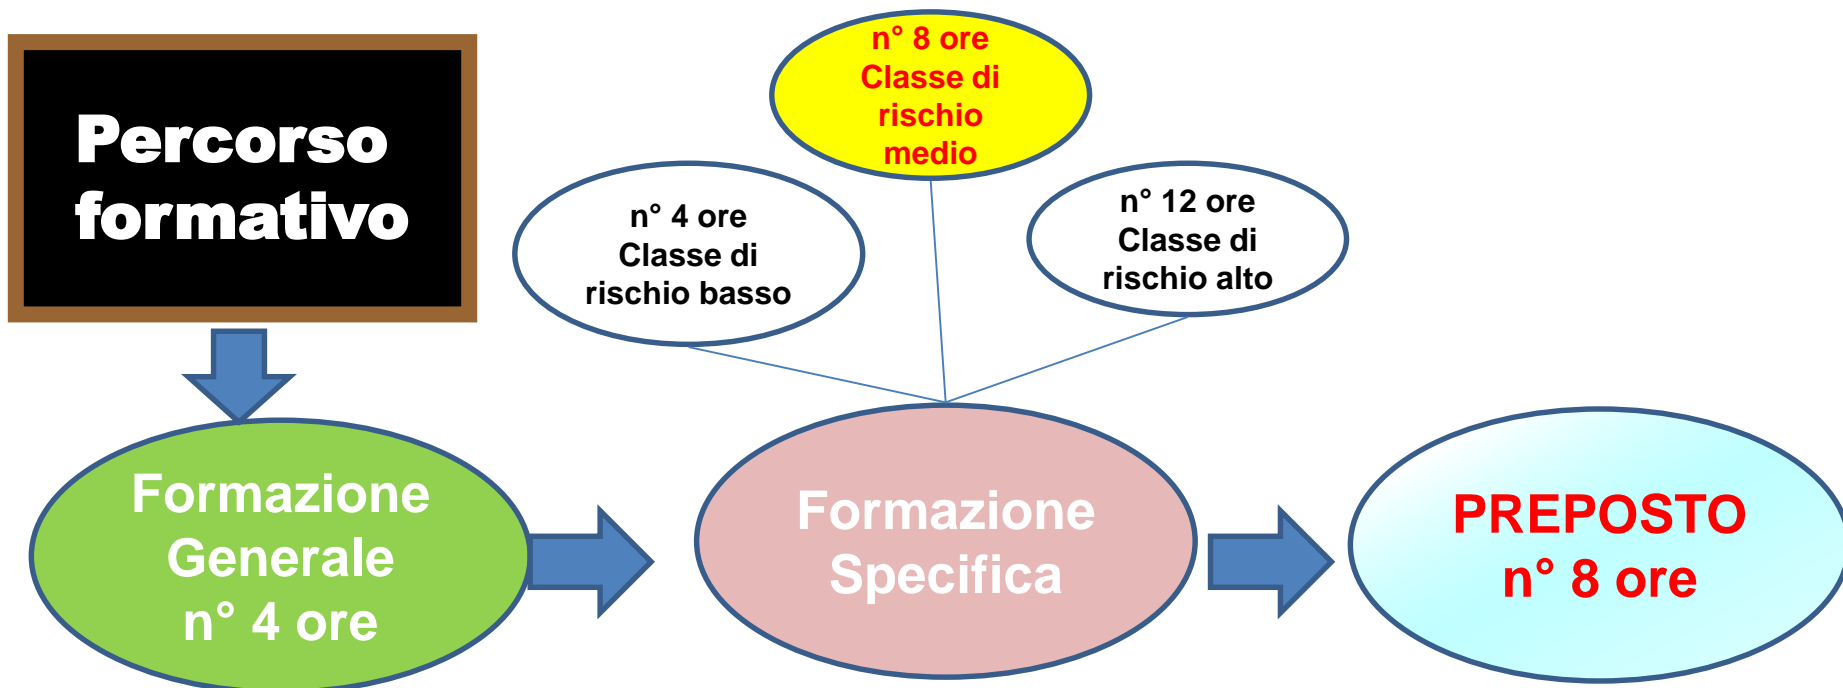 Percorso
formativo
n° 8 ore
Classe di
rischio
medio
n° 4 ore
Classe di
rischio basso
n° 12 ore
Classe di
rischio alto
Formazione
Generale
n° 4 ore
Formazione
Specifica
PREPOSTO
n° 8 ore